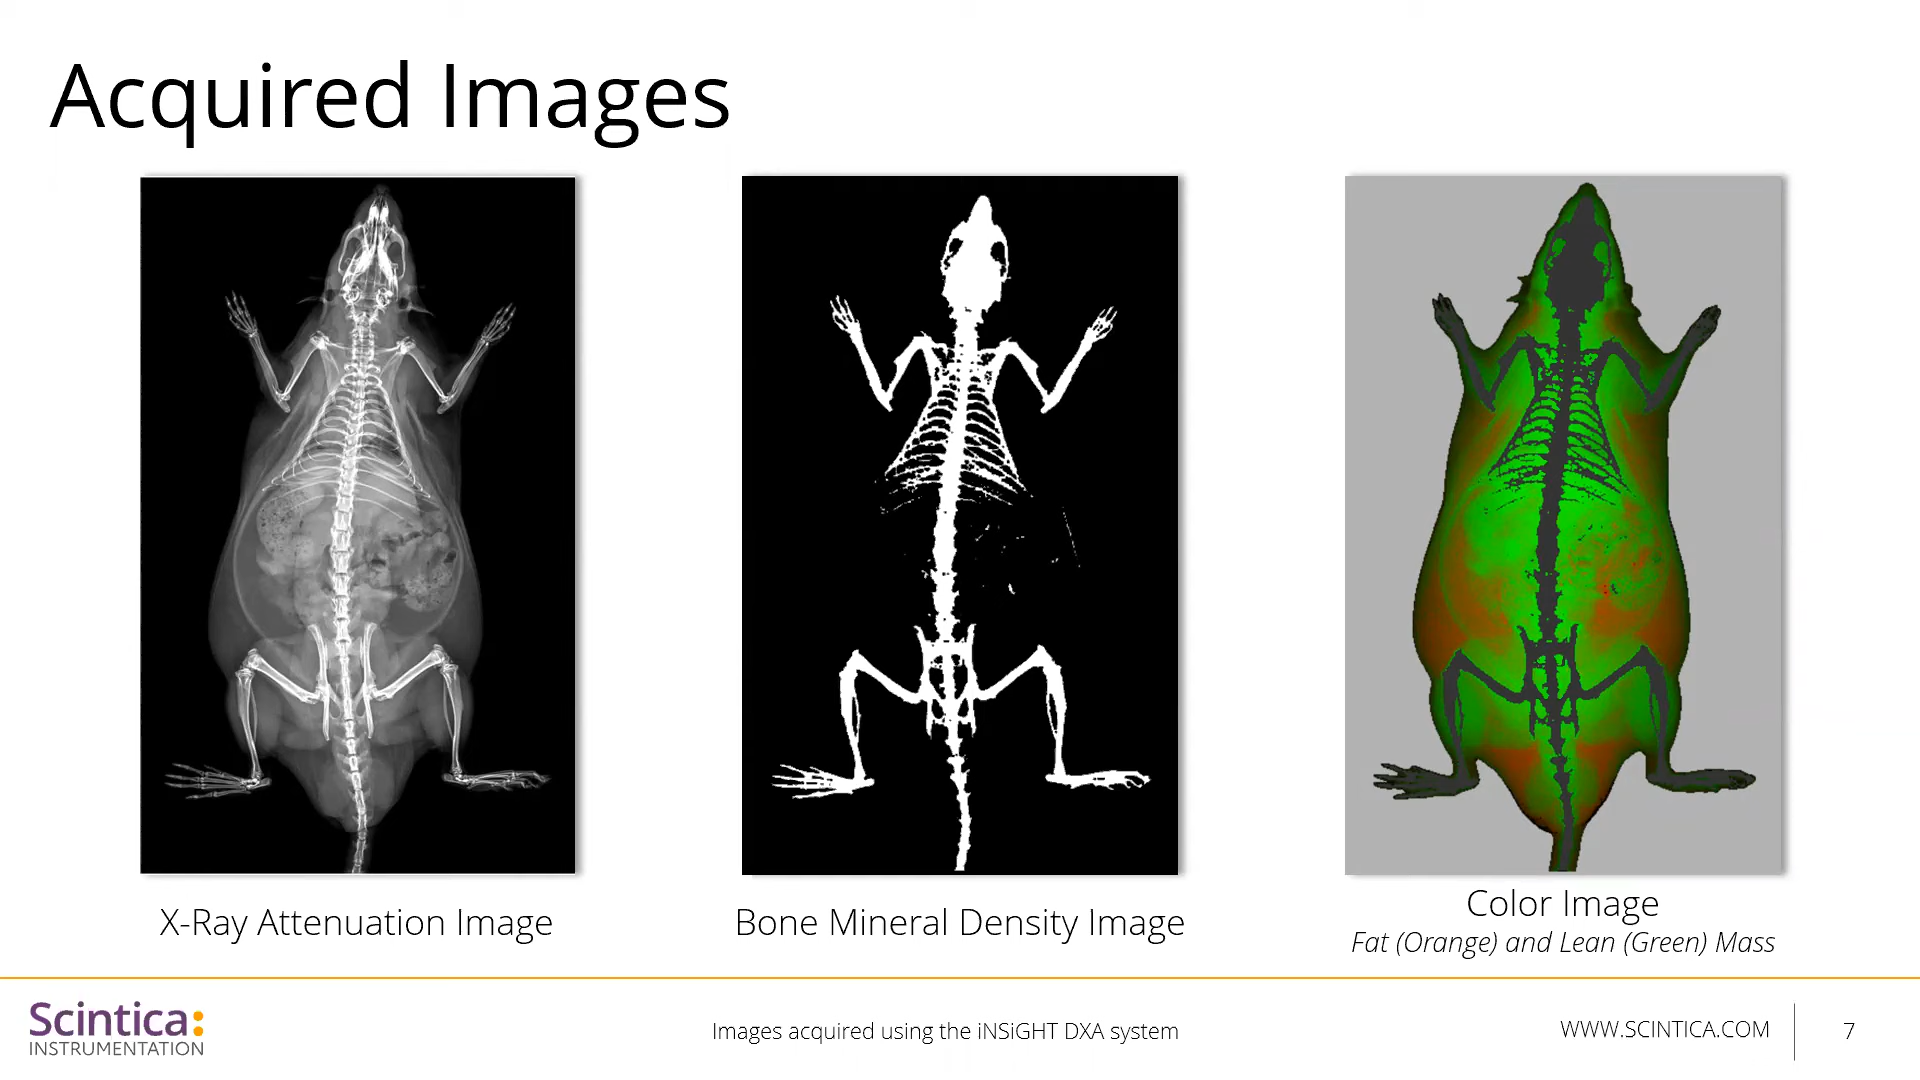 Acquired Images
X-Ray Attenuation Image
Bone Mineral Density Image
Color Image
Fat (Orange) and Lean (Green) Mass
Scintica:
INSTRUMENTATION
Images acquired using the iNSiGHT DXA system
WWW.SCINTICA.COM
7